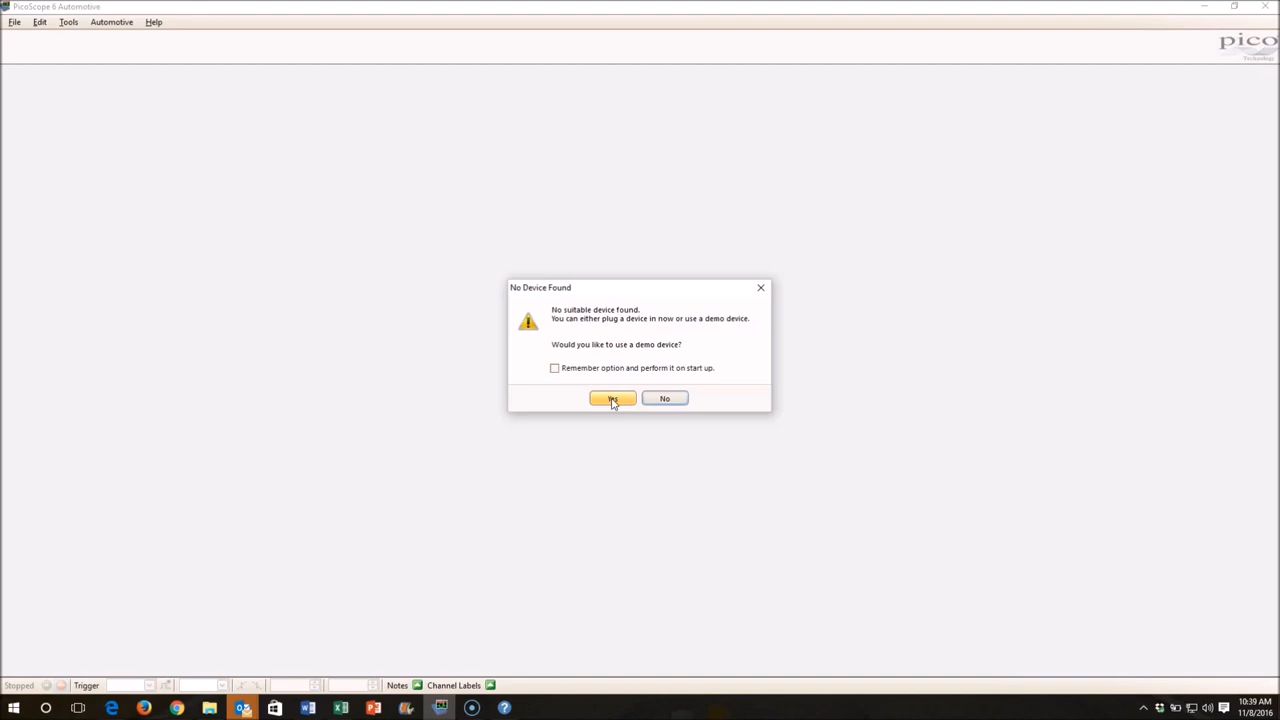 PicoScope 6 Automotive
File Edit Tools Automotive Help
pico
Technology
No Device Found
No suitable device found.
You can either plug a device in now or use a demo device.
Would you like to use a demo device?
Remember option and perform it on start up.
Yes No
Stopped Trigger Notes Channel Labels
10:39 AM
11/8/2016